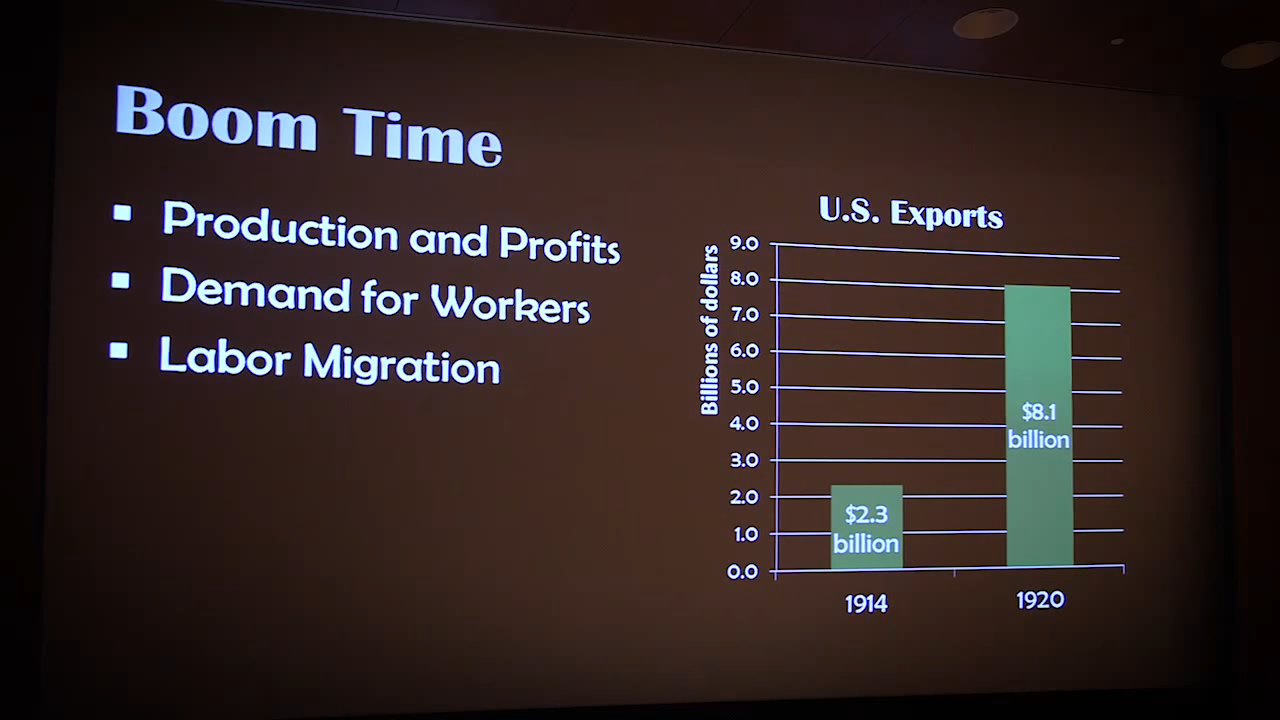 Boom Time
▪ Production and Profits
▪ Demand for Workers
▪ Labor Migration
U.S. Exports
Billions of dollars
9.0
8.0
7.0
6.0
5.0
4.0
3.0
2.0
1.0
0.0
$2.3
billion
$8.1
billion
1914
1920